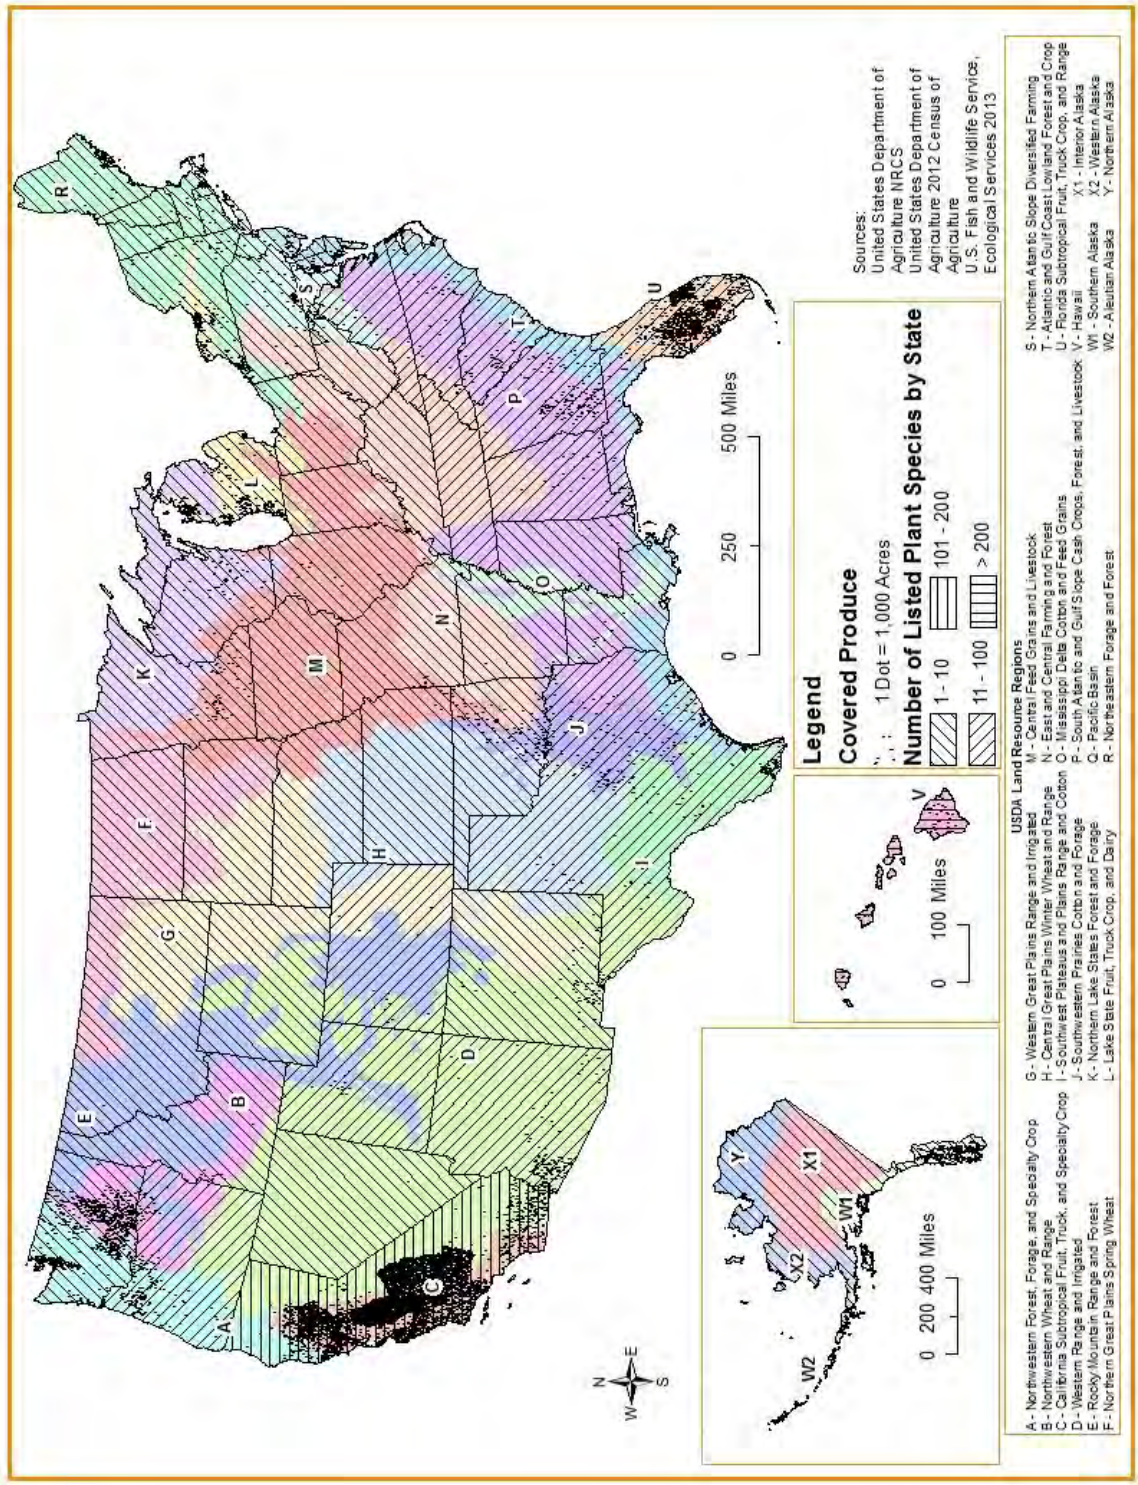 R
K
F
E
L
S
G
B
M
H
N
O
D
P
T
A
C
J
I
U
N
W
E
S
0 250 500 Miles
Y
X1
X2
W1
W2
0 200 400 Miles
V
0 100 Miles
Legend
Covered Produce
1 Dot = 1,000 Acres
Number of Listed Plant Species by State
1 - 10
101 - 200
11 - 100
> 200
Sources:
United States Department of
Agriculture NRCS
United States Department of
Agriculture 2012 Census of
Agriculture
U.S. Fish and Wildlife Service,
Ecological Services 2013
USDA Land Resource Regions
A - Northwestern Forest, Forage, and Specialty Crop
B - Northwestern Wheat and Range
C - California Subtropical Fruit, Truck, and Specialty Crop
D - Western Range and Irrigated
E - Rocky Mountain Range and Forest
F - Northern Great Plains Spring Wheat
G - Western Great Plains Range and Irrigated
H - Central Great Plains Winter Wheat and Range
I - Southwest Plateaus and Plains Range and Cotton
J - Southwestern Prairies Cotton and Forage
K - Northern Lake States Forest and Forage
L - Lake State Fruit, Truck Crop, and Dairy
M - Central Feed Grains and Livestock
N - East and Central Farming and Forest
O - Mississippi Delta Cotton and Feed Grains
P - South Atlantic and Gulf Slope Cash Crops, Forest, and Livestock
Q - Pacific Basin
R - Northeastern Forage and Forest
S - Northern Atlantic Slope Diversified Farming
T - Atlantic and Gulf Coast Lowland Forest and Crop
U - Florida Subtropical Fruit, Truck Crop, and Range
V - Hawaii
W1 - Southern Alaska
W2 - Aleutian Alaska
X1 - Interior Alaska
X2 - Western Alaska
Y - Northern Alaska